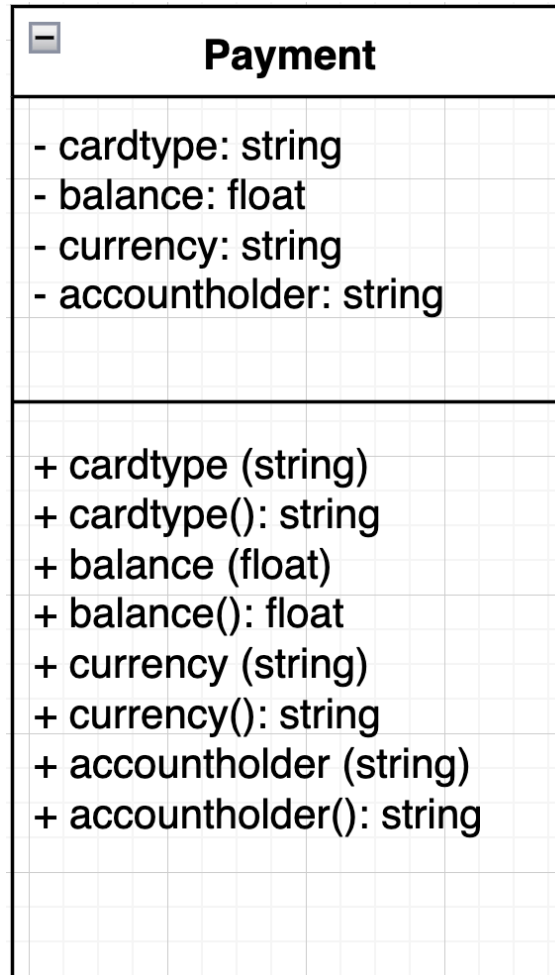 Payment
- cardtype: string
- balance: float
- currency: string
- accountholder: string
+ cardtype (string)
+ cardtype(): string
+ balance (float)
+ balance(): float
+ currency (string)
+ currency(): string
+ accountholder (string)
+ accountholder(): string